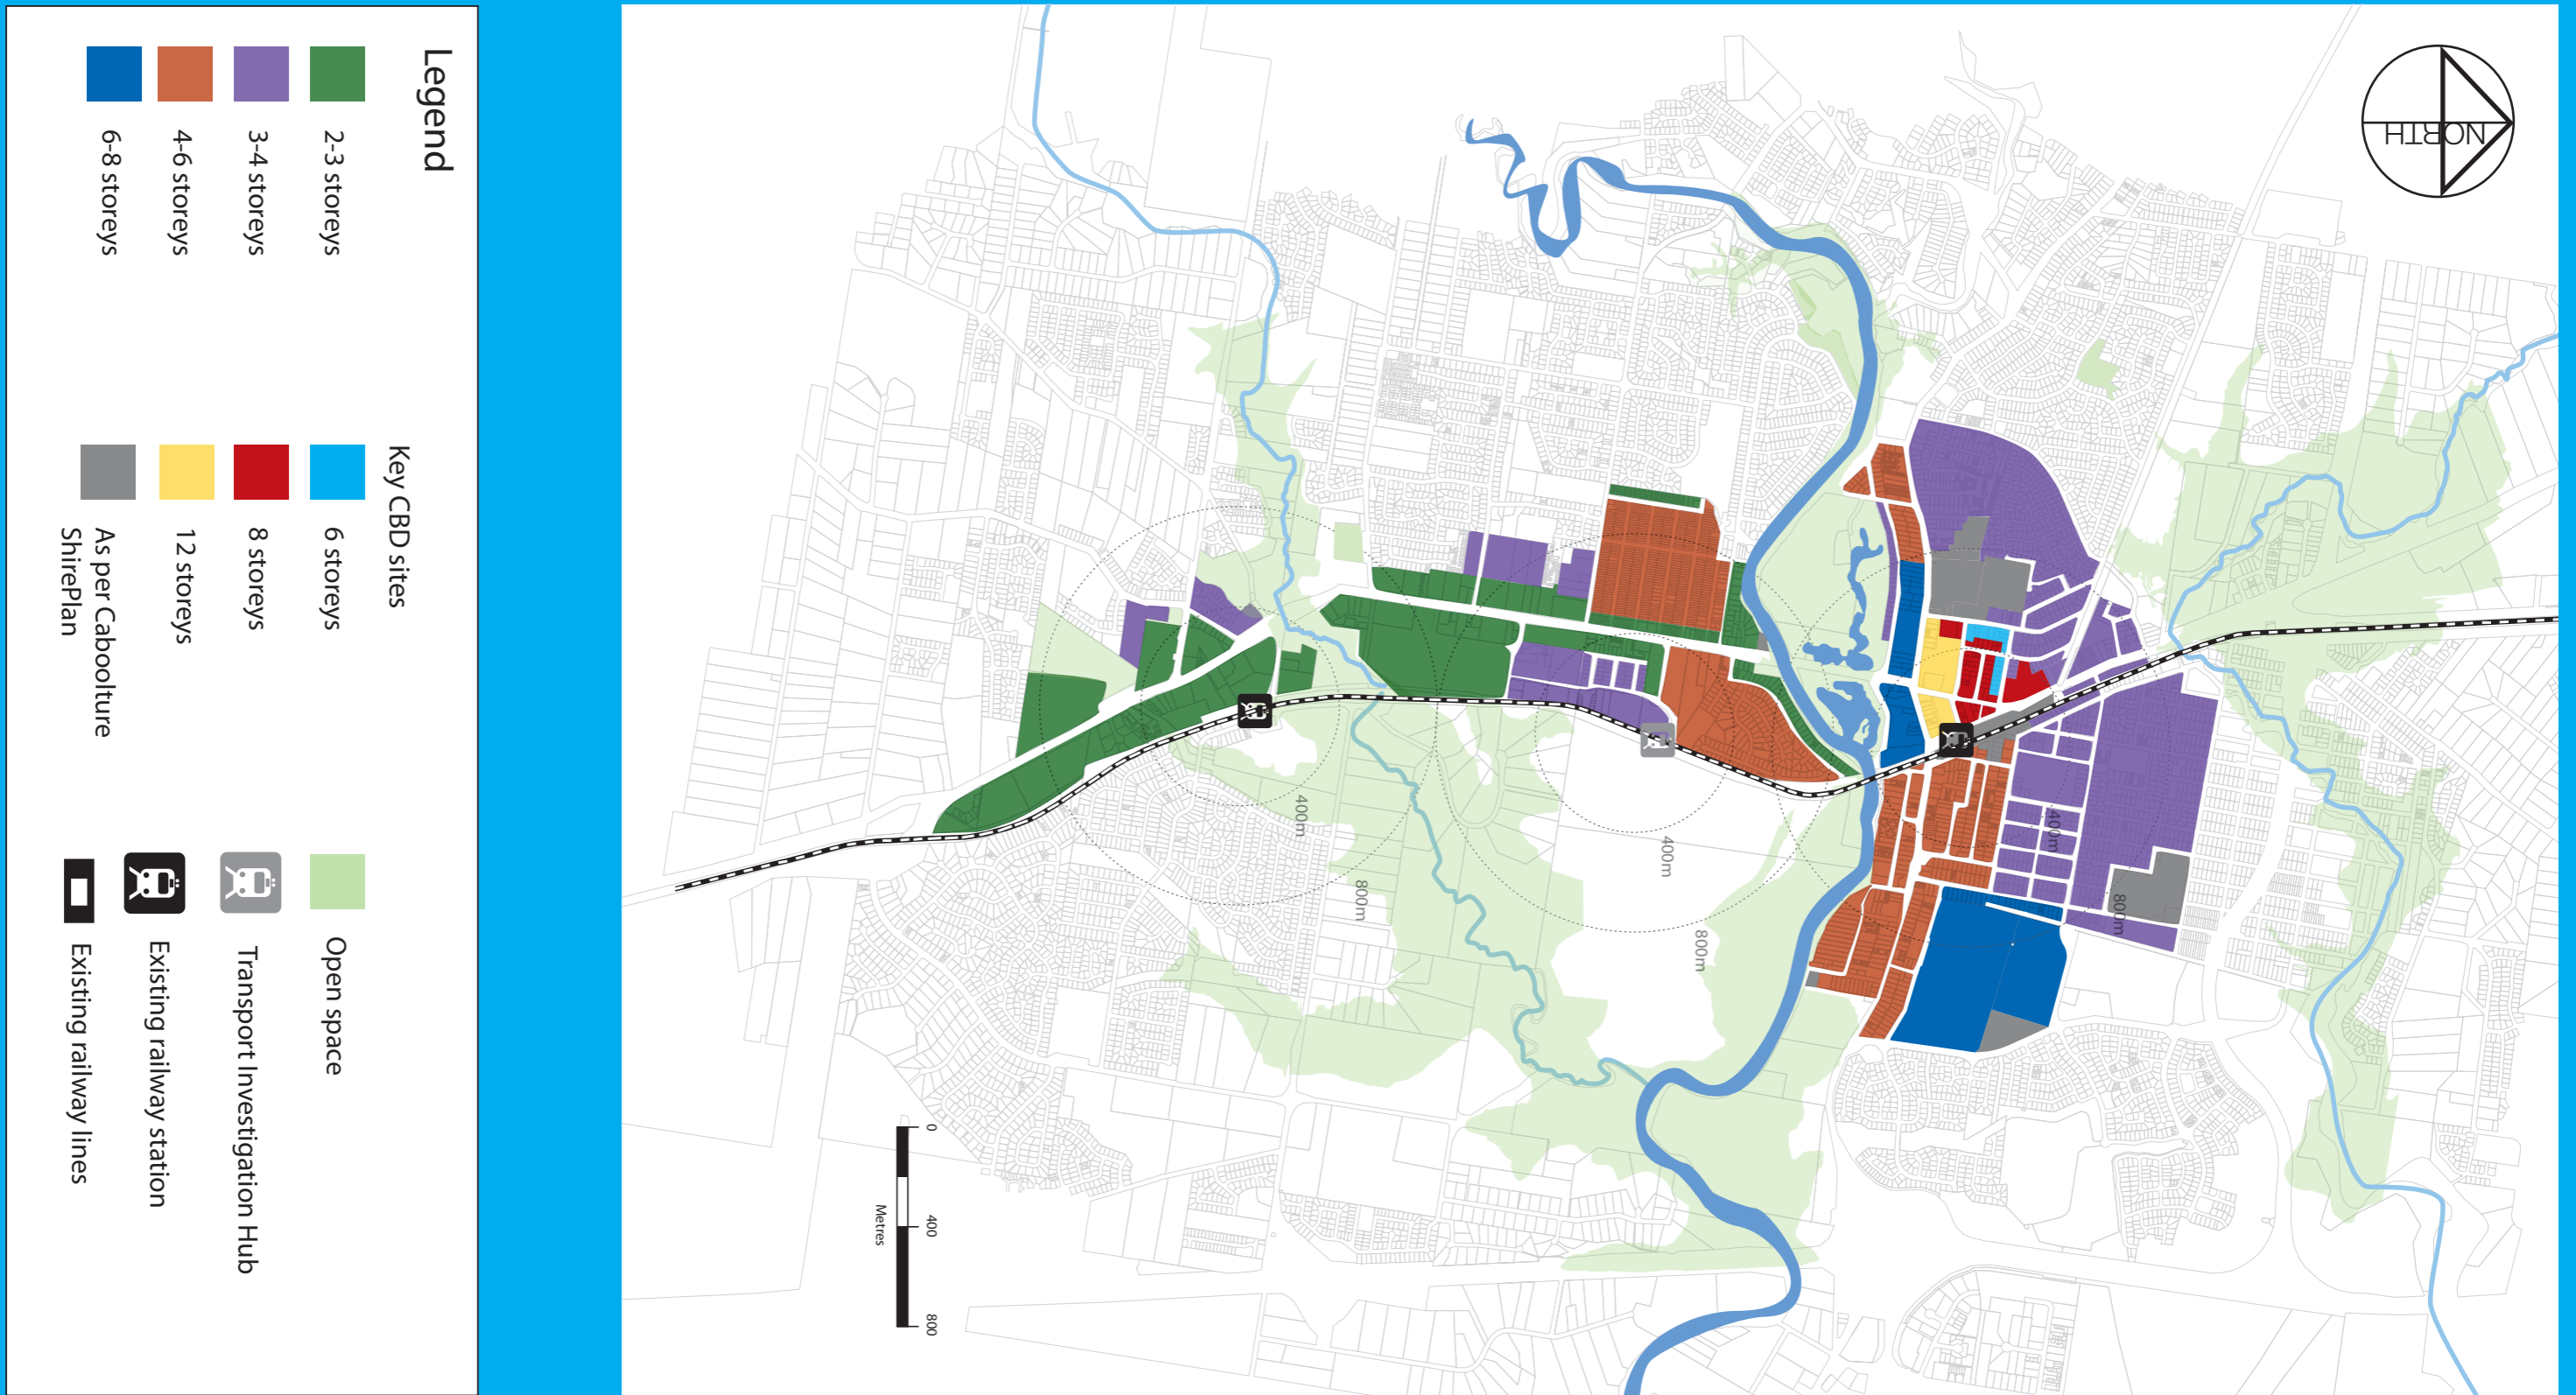 Legend
2-3 storeys
3-4 storeys
4-6 storeys
6-8 storeys
Key CBD sites
6 storeys
8 storeys
12 storeys
As per Caboolture
ShirePlan
Open space
Transport Investigation Hub
Existing railway station
Existing railway lines
NORTH
400m
800m
400m
800m
400m
800m
0
400
800
Metres